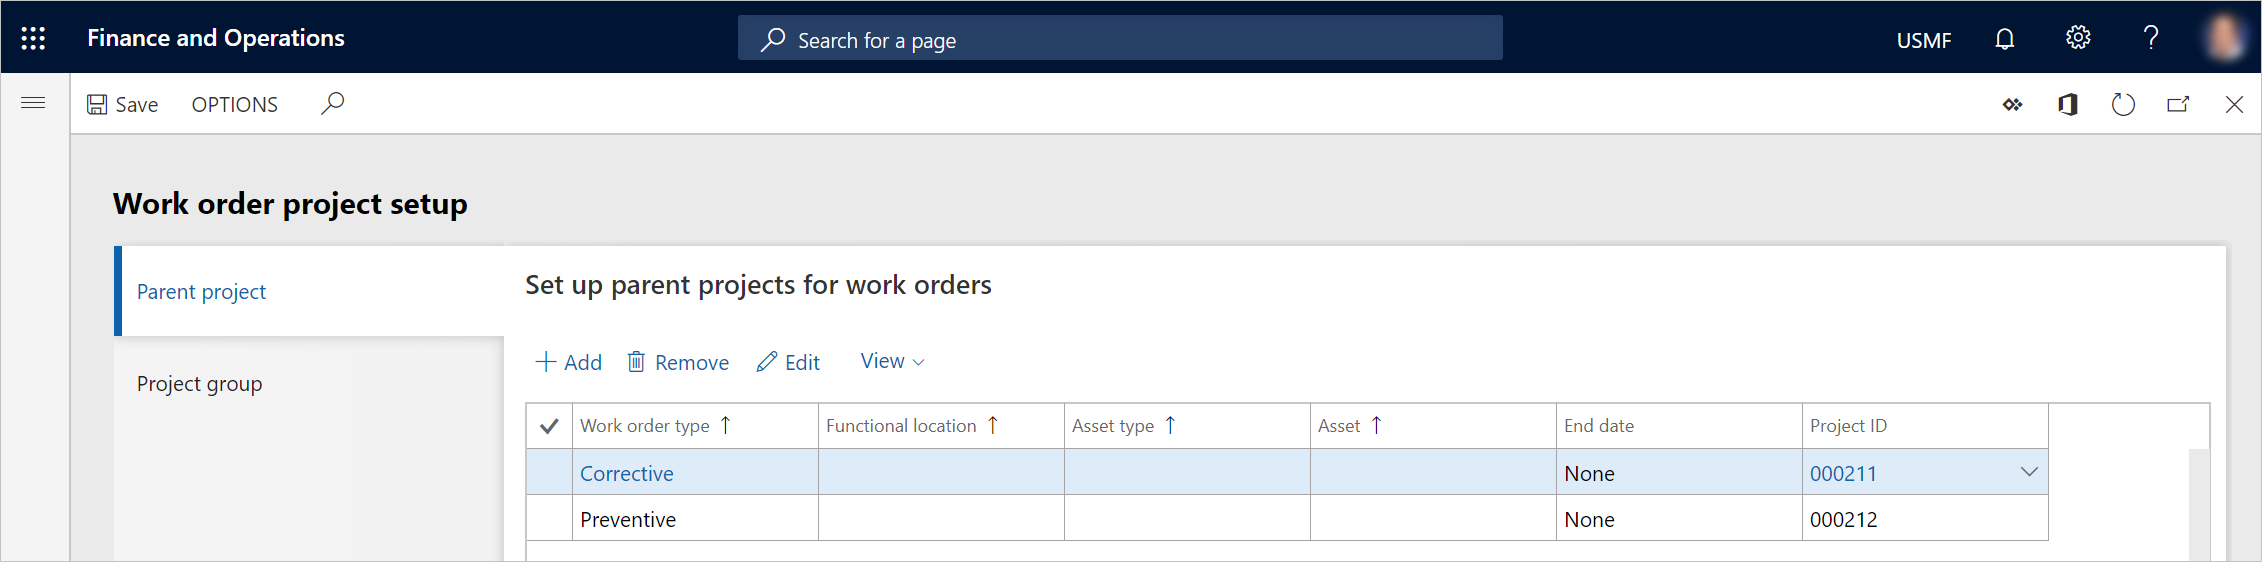 Finance and Operations
Search for a page
USMF
Save OPTIONS
Work order project setup
Parent project
Project group
Set up parent projects for work orders
Add Remove Edit View
Work order type Functional location Asset type Asset End date Project ID
Corrective None 000211
Preventive None 000212